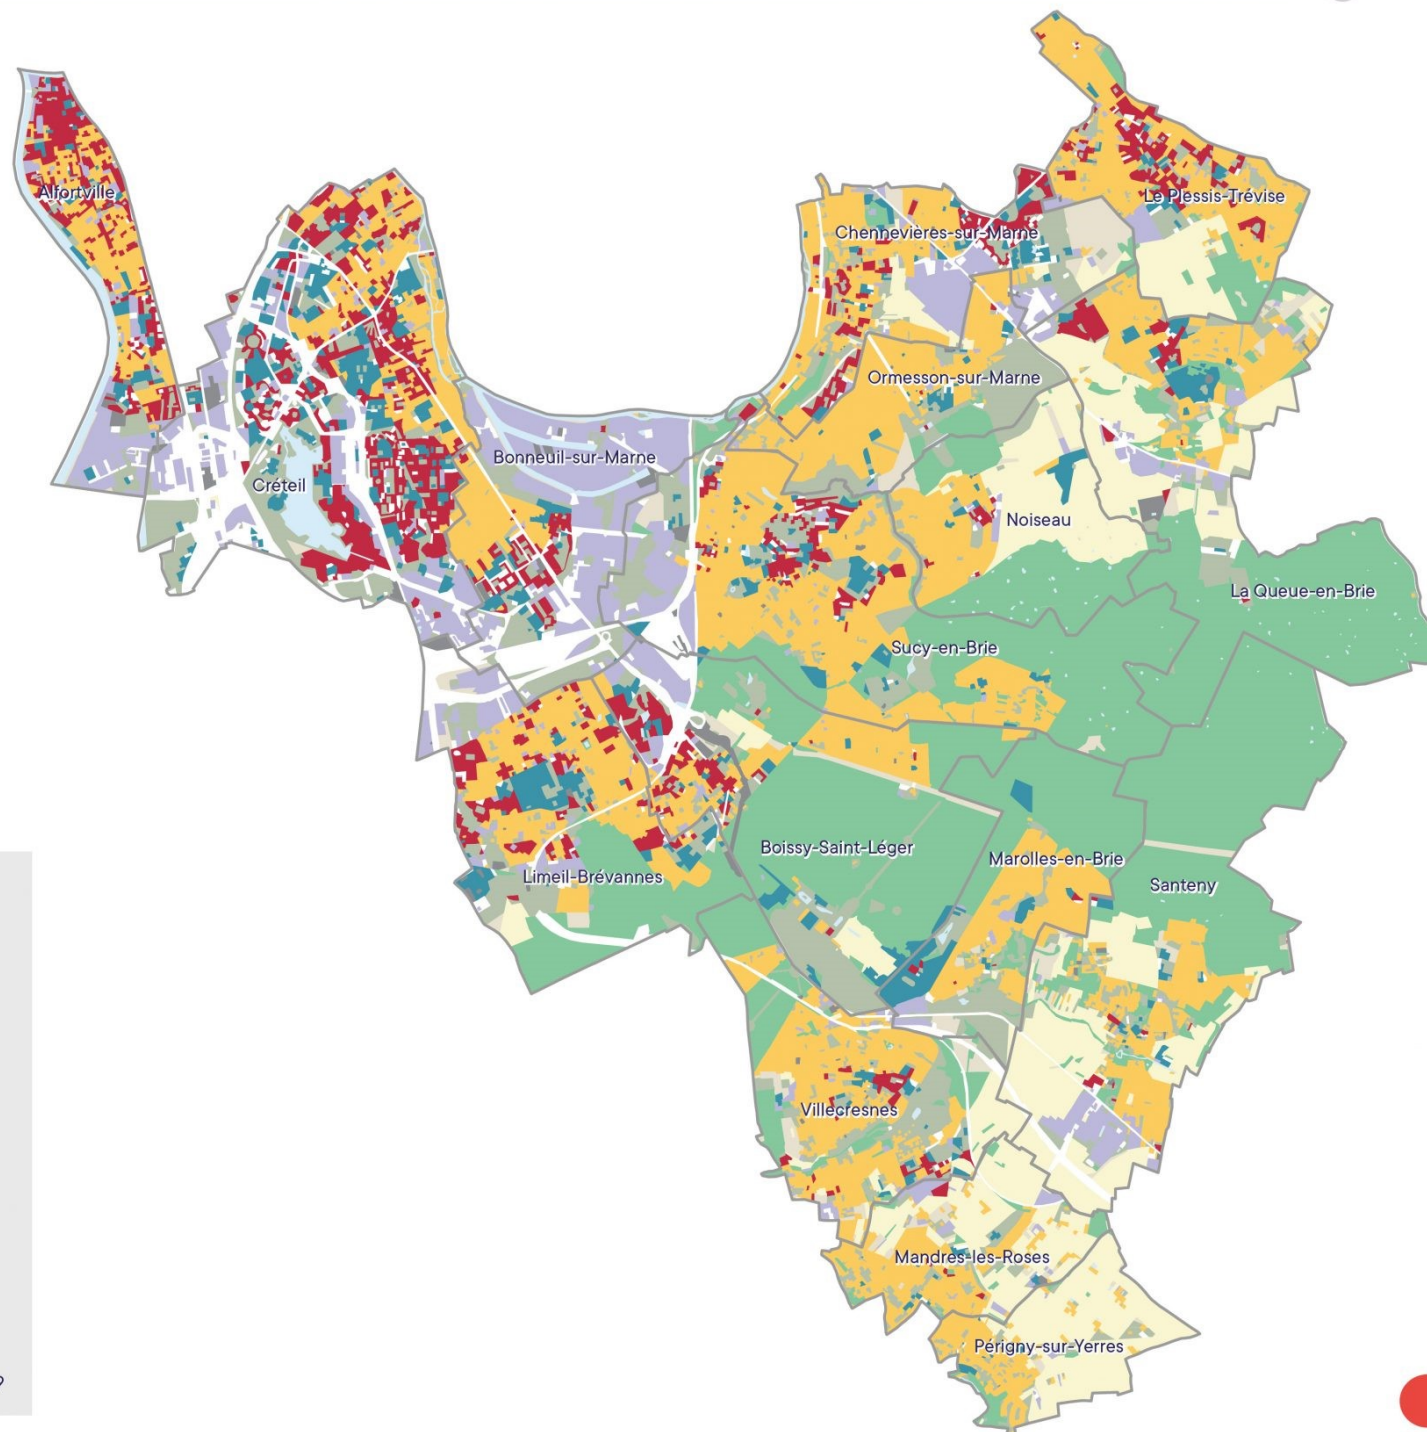 Alfortville
Le Plessis-Trévise
Chennevières-sur-Marne
Ormesson-sur-Marne
Bonneuil-sur-Marne
Créteil
Noiseau
La Queue-en-Brie
Sucy-en-Brie
Boissy-Saint-Léger
Marolles-en-Brie
Limeil-Brévannes
Santeny
Villecresnes
Mandres-les-Roses
Périgny-sur-Yerres